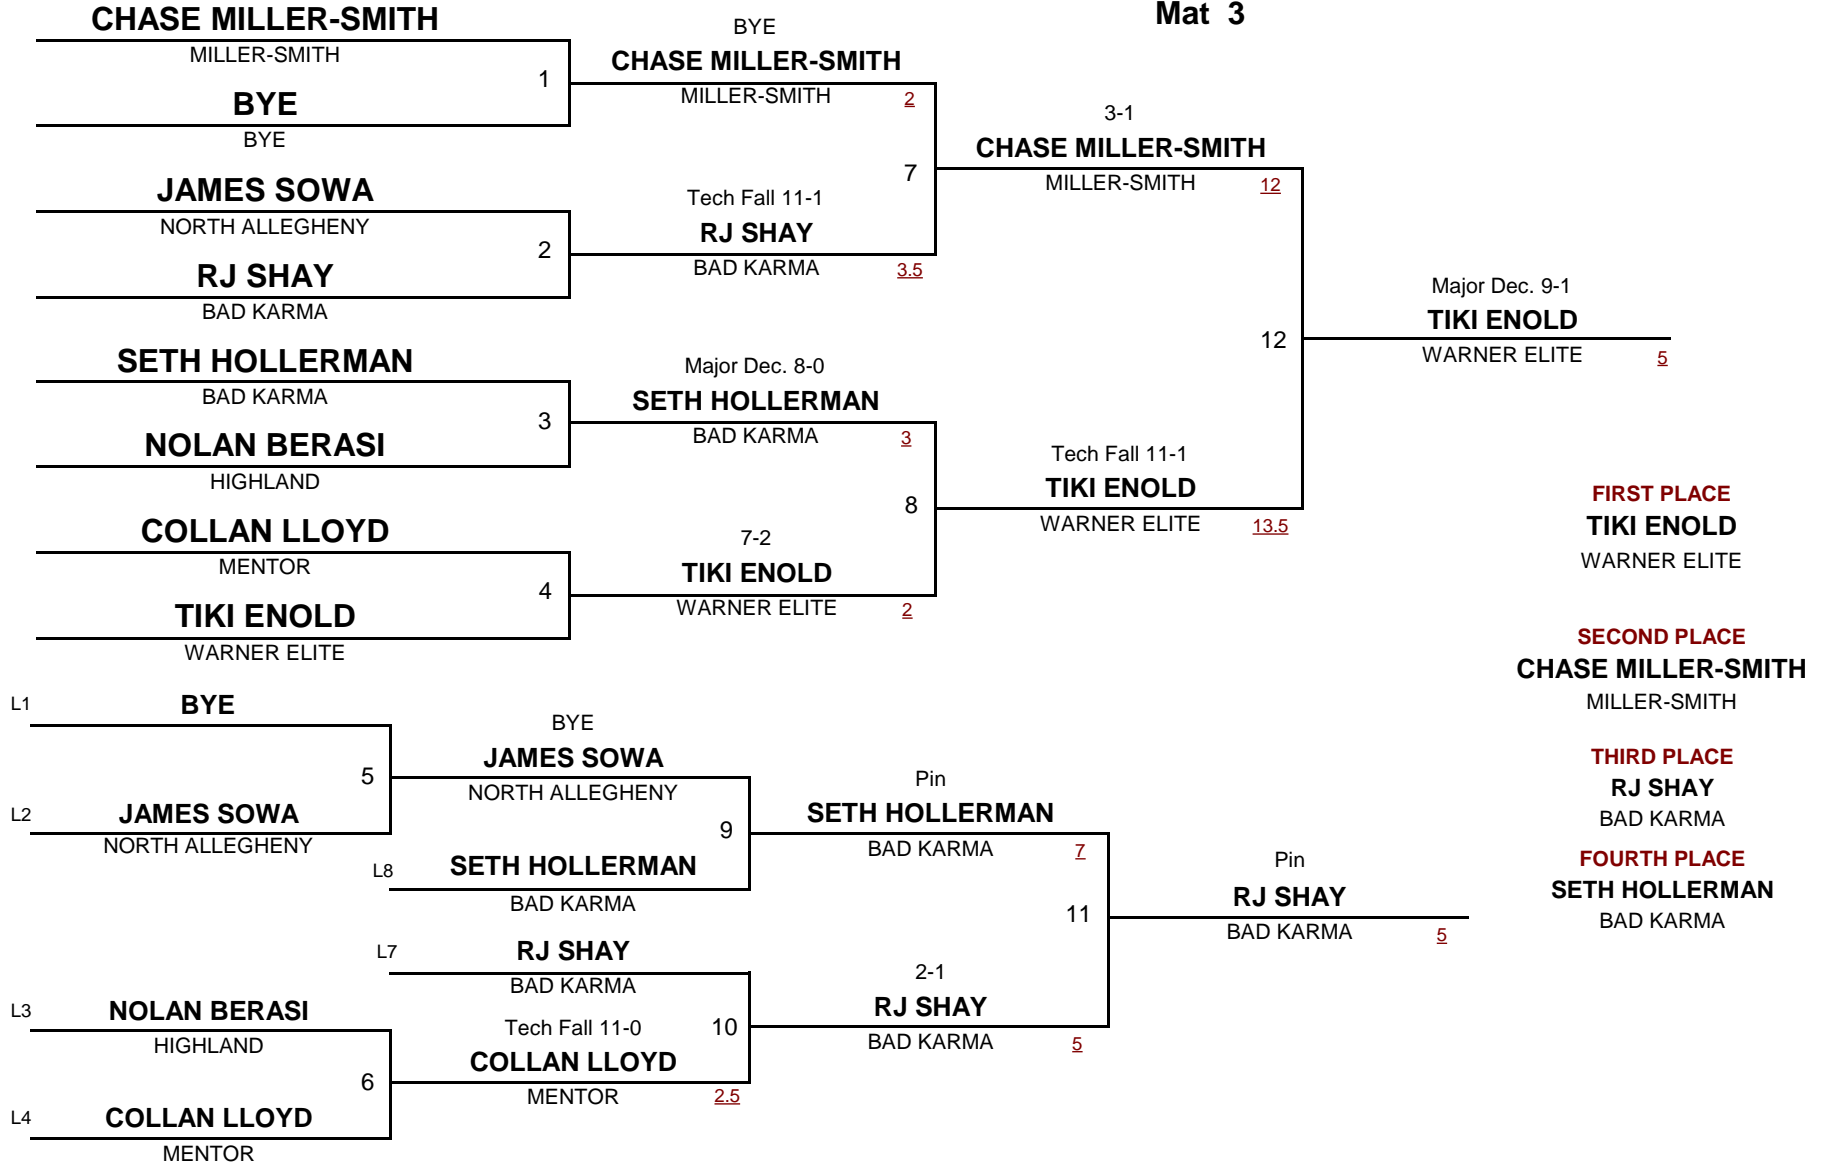 Mat 3
CHASE MILLER-SMITH
MILLER-SMITH
1
BYE
BYE
JAMES SOWA
NORTH ALLEGHENY
2
RJ SHAY
BAD KARMA
SETH HOLLERMAN
BAD KARMA
3
NOLAN BERASI
HIGHLAND
COLLAN LLOYD
MENTOR
4
TIKI ENOLD
WARNER ELITE
BYE
CHASE MILLER-SMITH
MILLER-SMITH 2
7
Tech Fall 11-1
RJ SHAY
BAD KARMA 3.5
Major Dec. 8-0
SETH HOLLERMAN
BAD KARMA 3
8
7-2
TIKI ENOLD
WARNER ELITE 2
3-1
CHASE MILLER-SMITH
MILLER-SMITH 12
12
Tech Fall 11-1
TIKI ENOLD
WARNER ELITE 13.5
Major Dec. 9-1
TIKI ENOLD
WARNER ELITE 5
FIRST PLACE
TIKI ENOLD
WARNER ELITE
SECOND PLACE
CHASE MILLER-SMITH
MILLER-SMITH
THIRD PLACE
RJ SHAY
BAD KARMA
FOURTH PLACE
SETH HOLLERMAN
BAD KARMA
L1 BYE
5
L2 JAMES SOWA
NORTH ALLEGHENY
BYE
JAMES SOWA
NORTH ALLEGHENY
9
L8 SETH HOLLERMAN
BAD KARMA
L7 RJ SHAY
BAD KARMA
L3 NOLAN BERASI
HIGHLAND
6
L4 COLLAN LLOYD
MENTOR
Tech Fall 11-0
10
COLLAN LLOYD
MENTOR 2.5
Pin
SETH HOLLERMAN
BAD KARMA 7
11
2-1
RJ SHAY
BAD KARMA 5
Pin
RJ SHAY
BAD KARMA 5